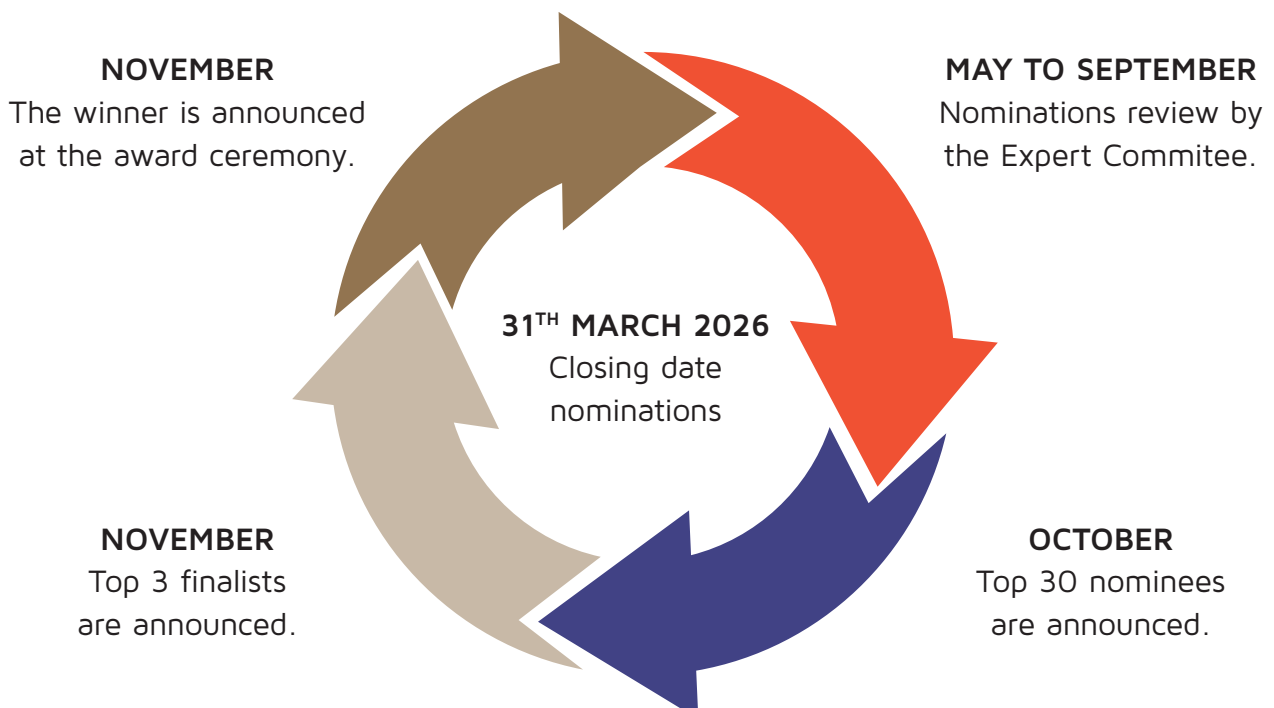 NOVEMBER
The winner is announced
at the award ceremony.
MAY TO SEPTEMBER
Nominations review by
the Expert Commitee.
31TH MARCH 2026
Closing date
nominations
NOVEMBER
Top 3 finalists
are announced.
OCTOBER
Top 30 nominees
are announced.